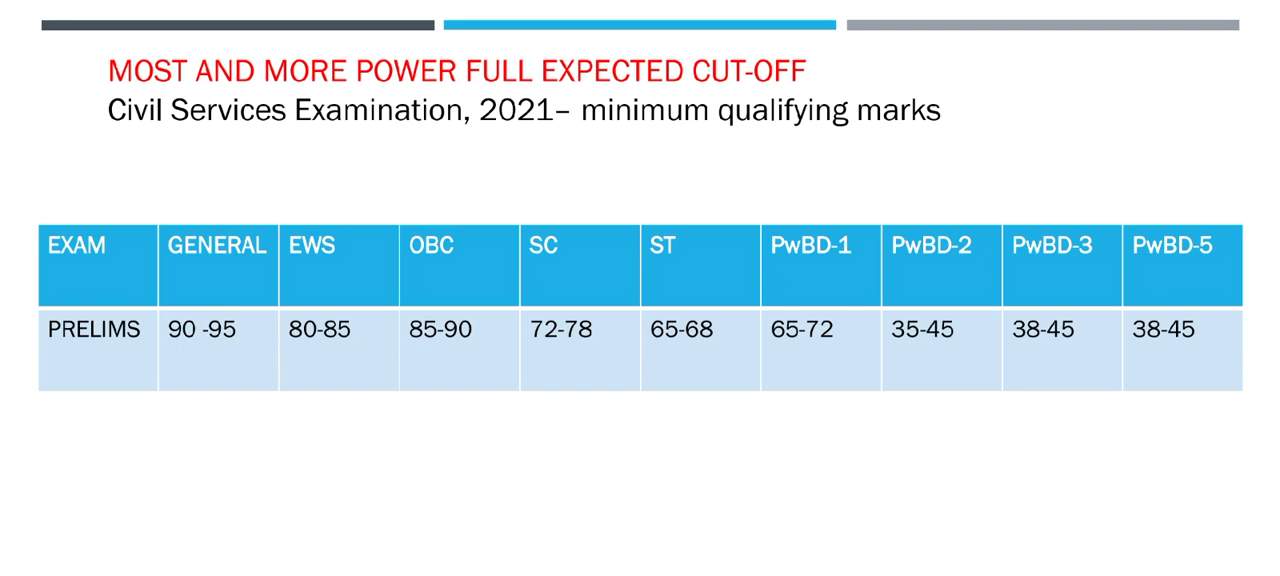 MOST AND MORE POWER FULL EXPECTED CUT-OFF
Civil Services Examination, 2021– minimum qualifying marks
EXAM GENERAL EWS OBC SC ST PwBD-1 PwBD-2 PwBD-3 PwBD-5
PRELIMS 90 -95 80-85 85-90 72-78 65-68 65-72 35-45 38-45 38-45